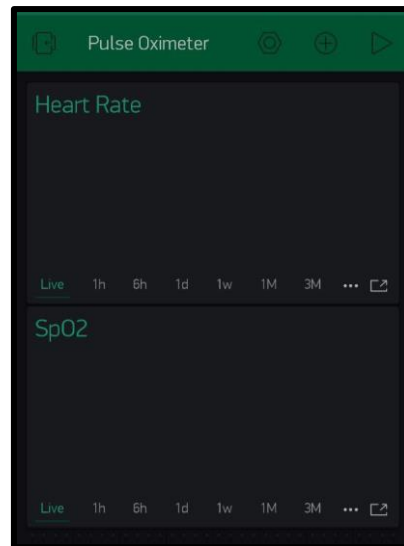 Pulse Oximeter
Heart Rate
Live 1h 6h 1d 1w 1M 3M ...
SpO2
Live 1h 6h 1d 1w 1M 3M ...